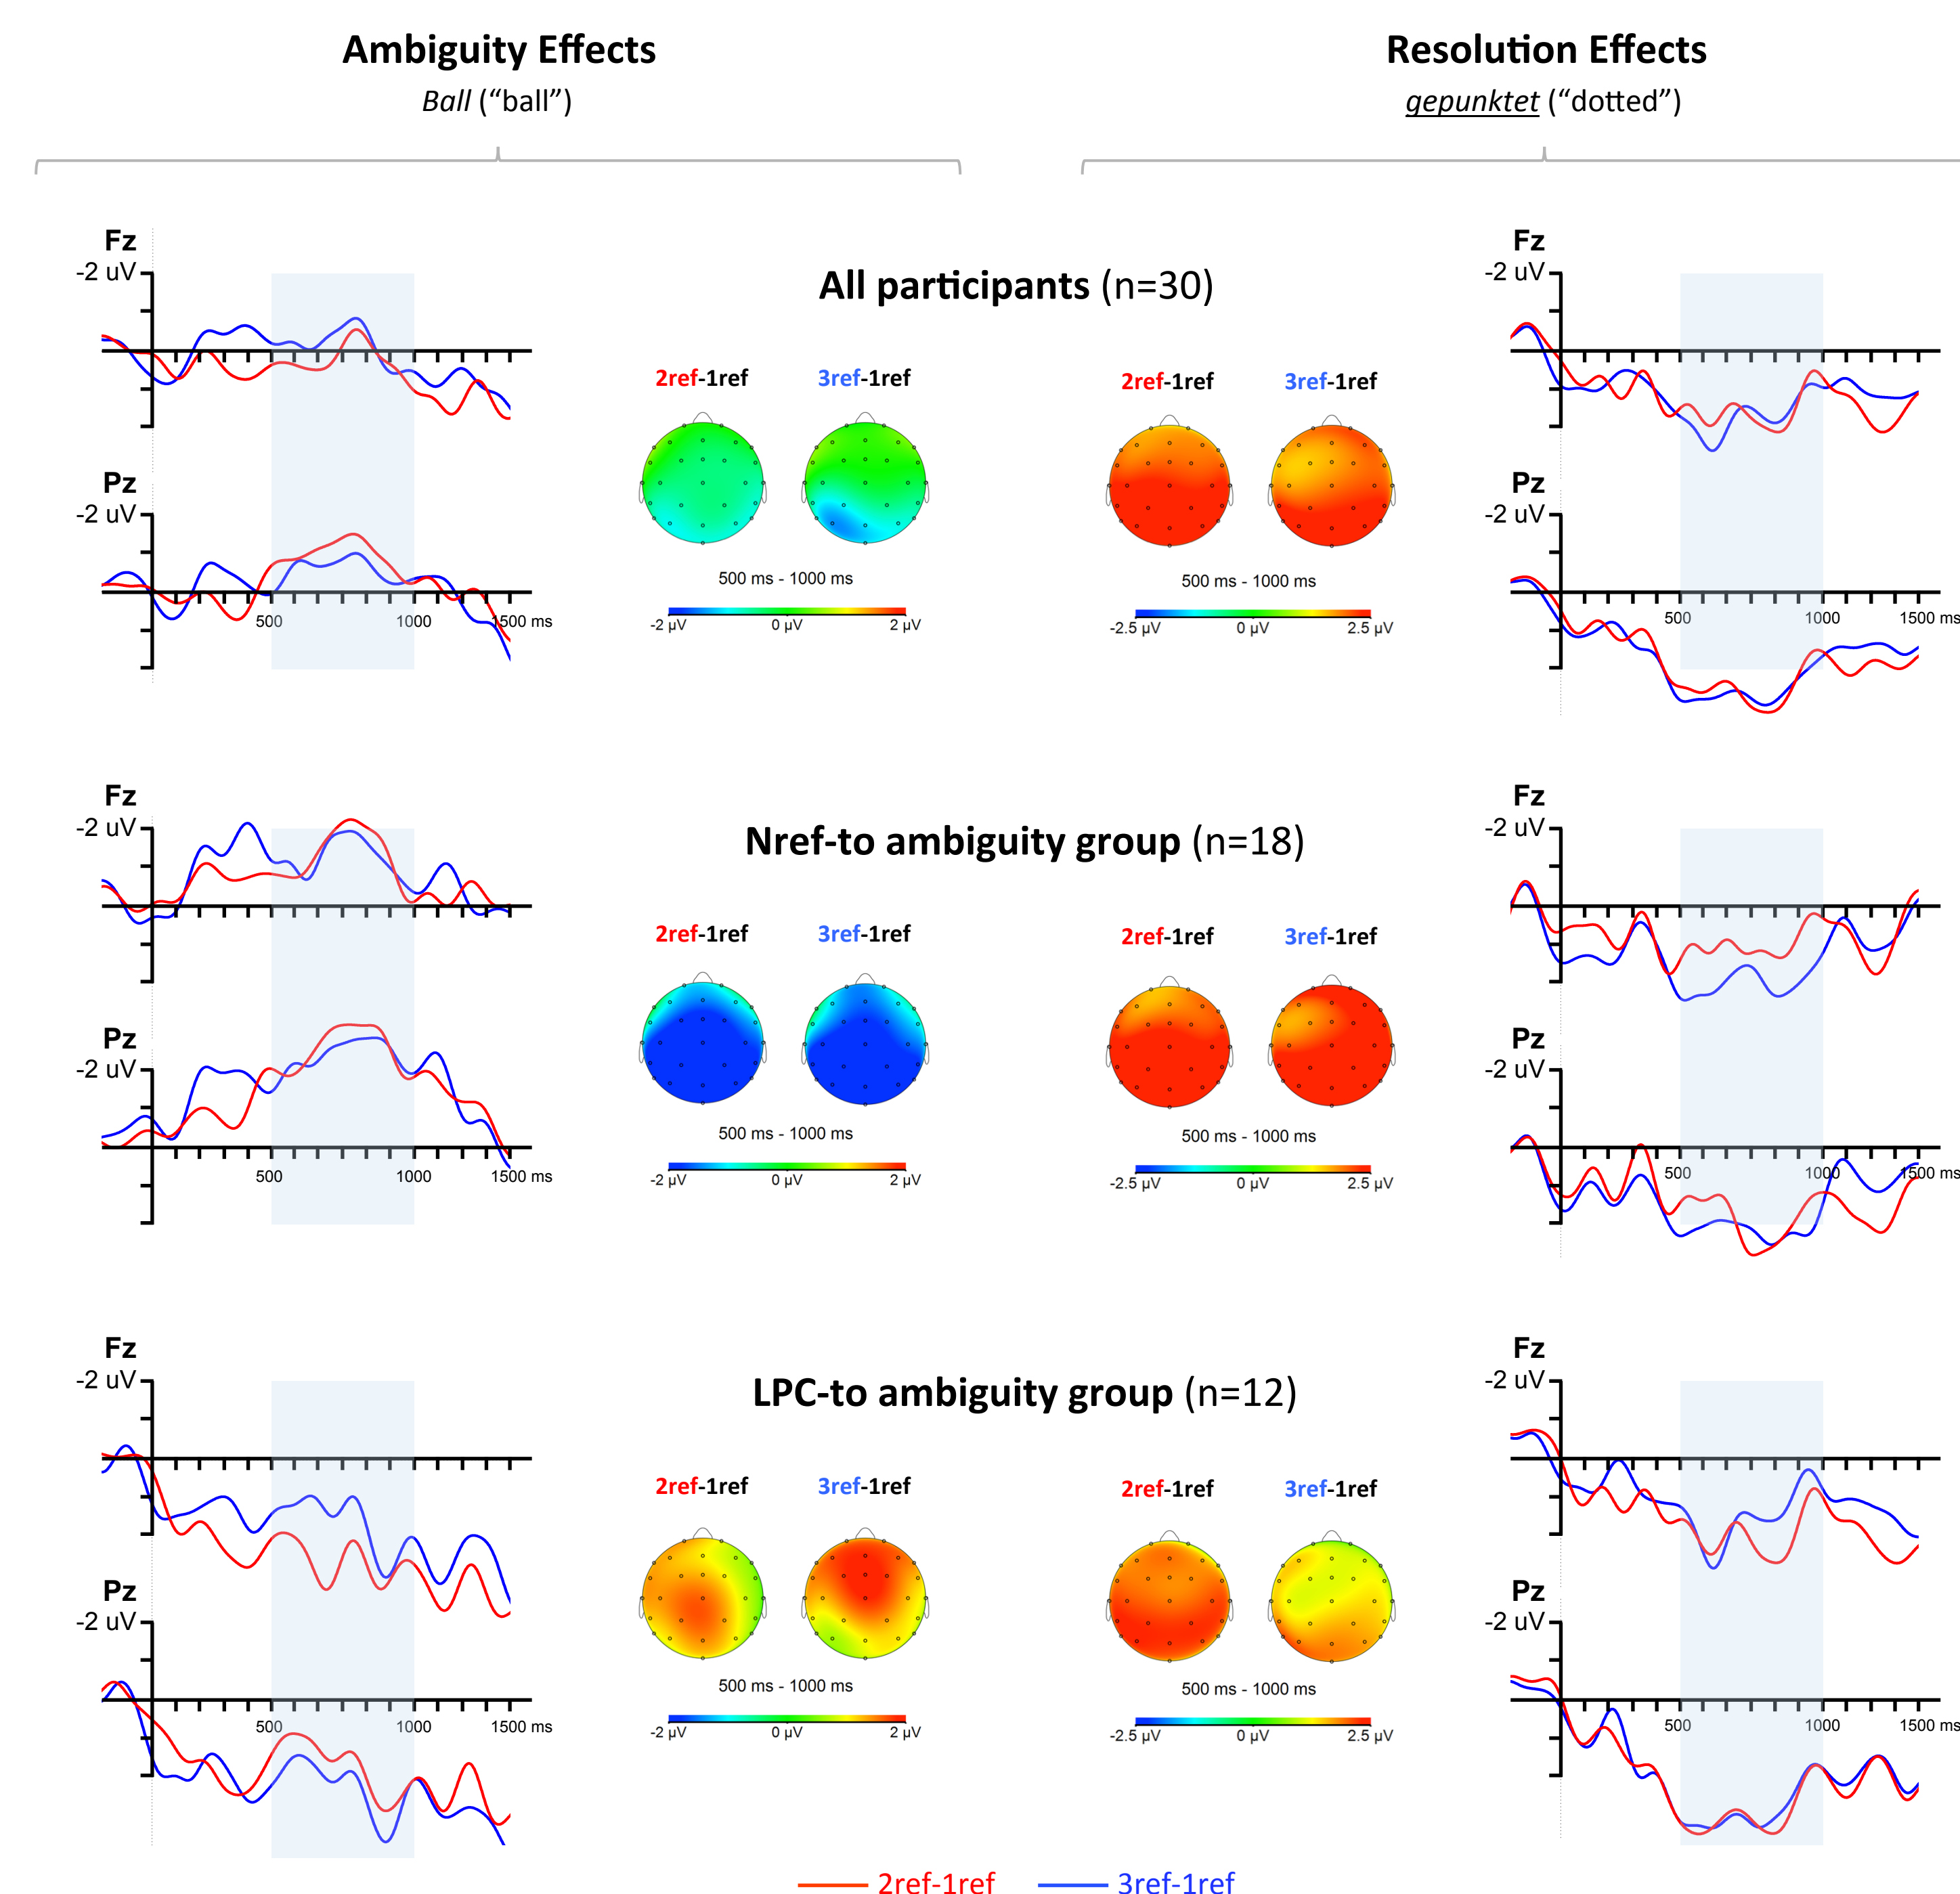 Ambiguity Effects
Ball (“ball”)
Resolution Effects
gepunktet (“dotted”)
All participants (n=30)
Fz
-2 uV
Pz
-2 uV
500 1000 1500 ms
2ref-1ref 3ref-1ref
500 ms - 1000 ms
-2 µV 0 µV 2 µV
2ref-1ref 3ref-1ref
500 ms - 1000 ms
-2.5 µV 0 µV 2.5 µV
Fz
-2 uV
Pz
-2 uV
500 1000 1500 ms
Nref-to ambiguity group (n=18)
Fz
-2 uV
Pz
-2 uV
500 1000 1500 ms
2ref-1ref 3ref-1ref
500 ms - 1000 ms
-2 µV 0 µV 2 µV
2ref-1ref 3ref-1ref
500 ms - 1000 ms
-2.5 µV 0 µV 2.5 µV
Fz
-2 uV
Pz
-2 uV
500 1000 1500 ms
LPC-to ambiguity group (n=12)
Fz
-2 uV
Pz
-2 uV
500 1000 1500 ms
2ref-1ref 3ref-1ref
500 ms - 1000 ms
-2 µV 0 µV 2 µV
2ref-1ref 3ref-1ref
500 ms - 1000 ms
-2.5 µV 0 µV 2.5 µV
Fz
-2 uV
Pz
-2 uV
500 1000 1500 ms
2ref-1ref 3ref-1ref